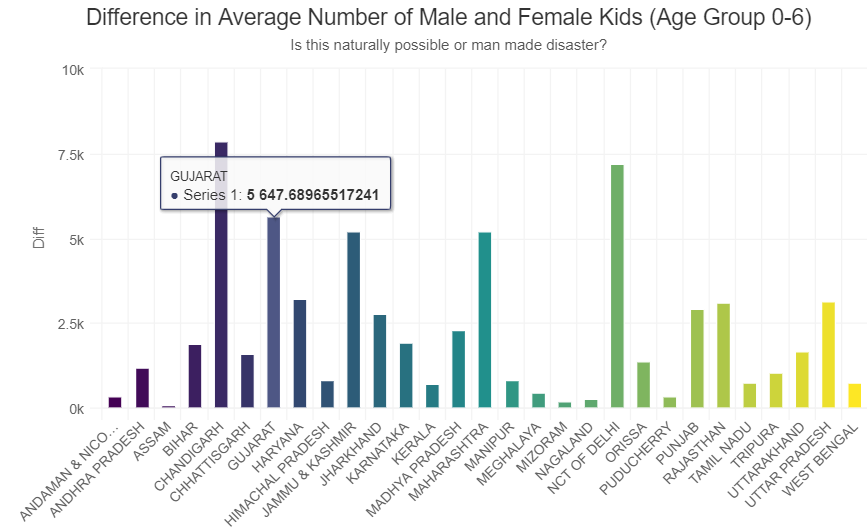 Difference in Average Number of Male and Female Kids (Age Group 0-6)
Is this naturally possible or man made disaster?
10k
7.5k
GUJARAT
● Series 1: 5 647.68965517241
5k
Diff
2.5k
0k
ANDAMAN & NICO...
ANDHRA PRADESH
ASSAM
BIHAR
CHANDIGARH
CHHATTISGARH
GUJARAT
HARYANA
HIMACHAL PRADESH
JAMMU & KASHMIR
JHARKHAND
KARNATAKA
KERALA
MADHYA PRADESH
MAHARASHTRA
MANIPUR
MEGHALAYA
MIZORAM
NAGALAND
NCT OF DELHI
ORISSA
PUDUCHERRY
PUNJAB
RAJASTHAN
TAMIL NADU
TRIPURA
UTTARAKHAND
UTTAR PRADESH
WEST BENGAL